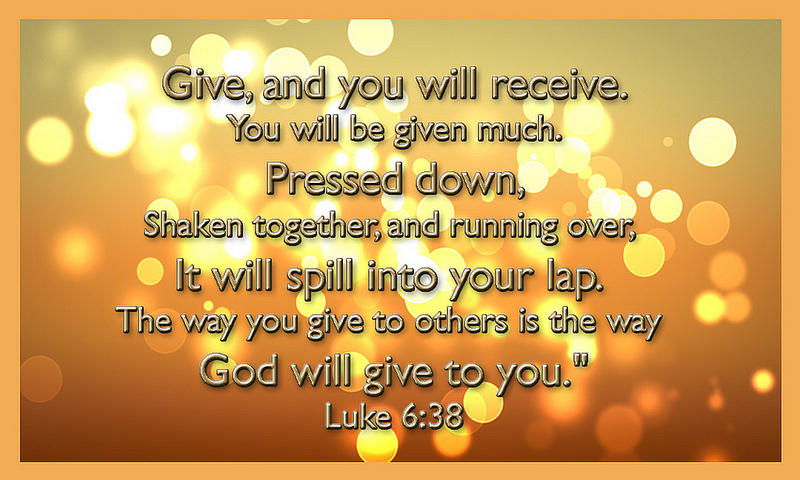 Give, and you will receive.
You will be given much.
Pressed down,
Shaken together, and running over,
It will spill into your lap.
The way you give to others is the way
God will give to you."
Luke 6:38